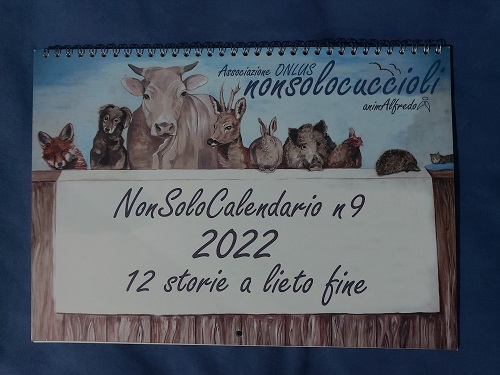 Associazione ONLUS
nonsolocuccioli
animAlfredo
NonSoloCalendario n9
2022
12 storie a lieto fine